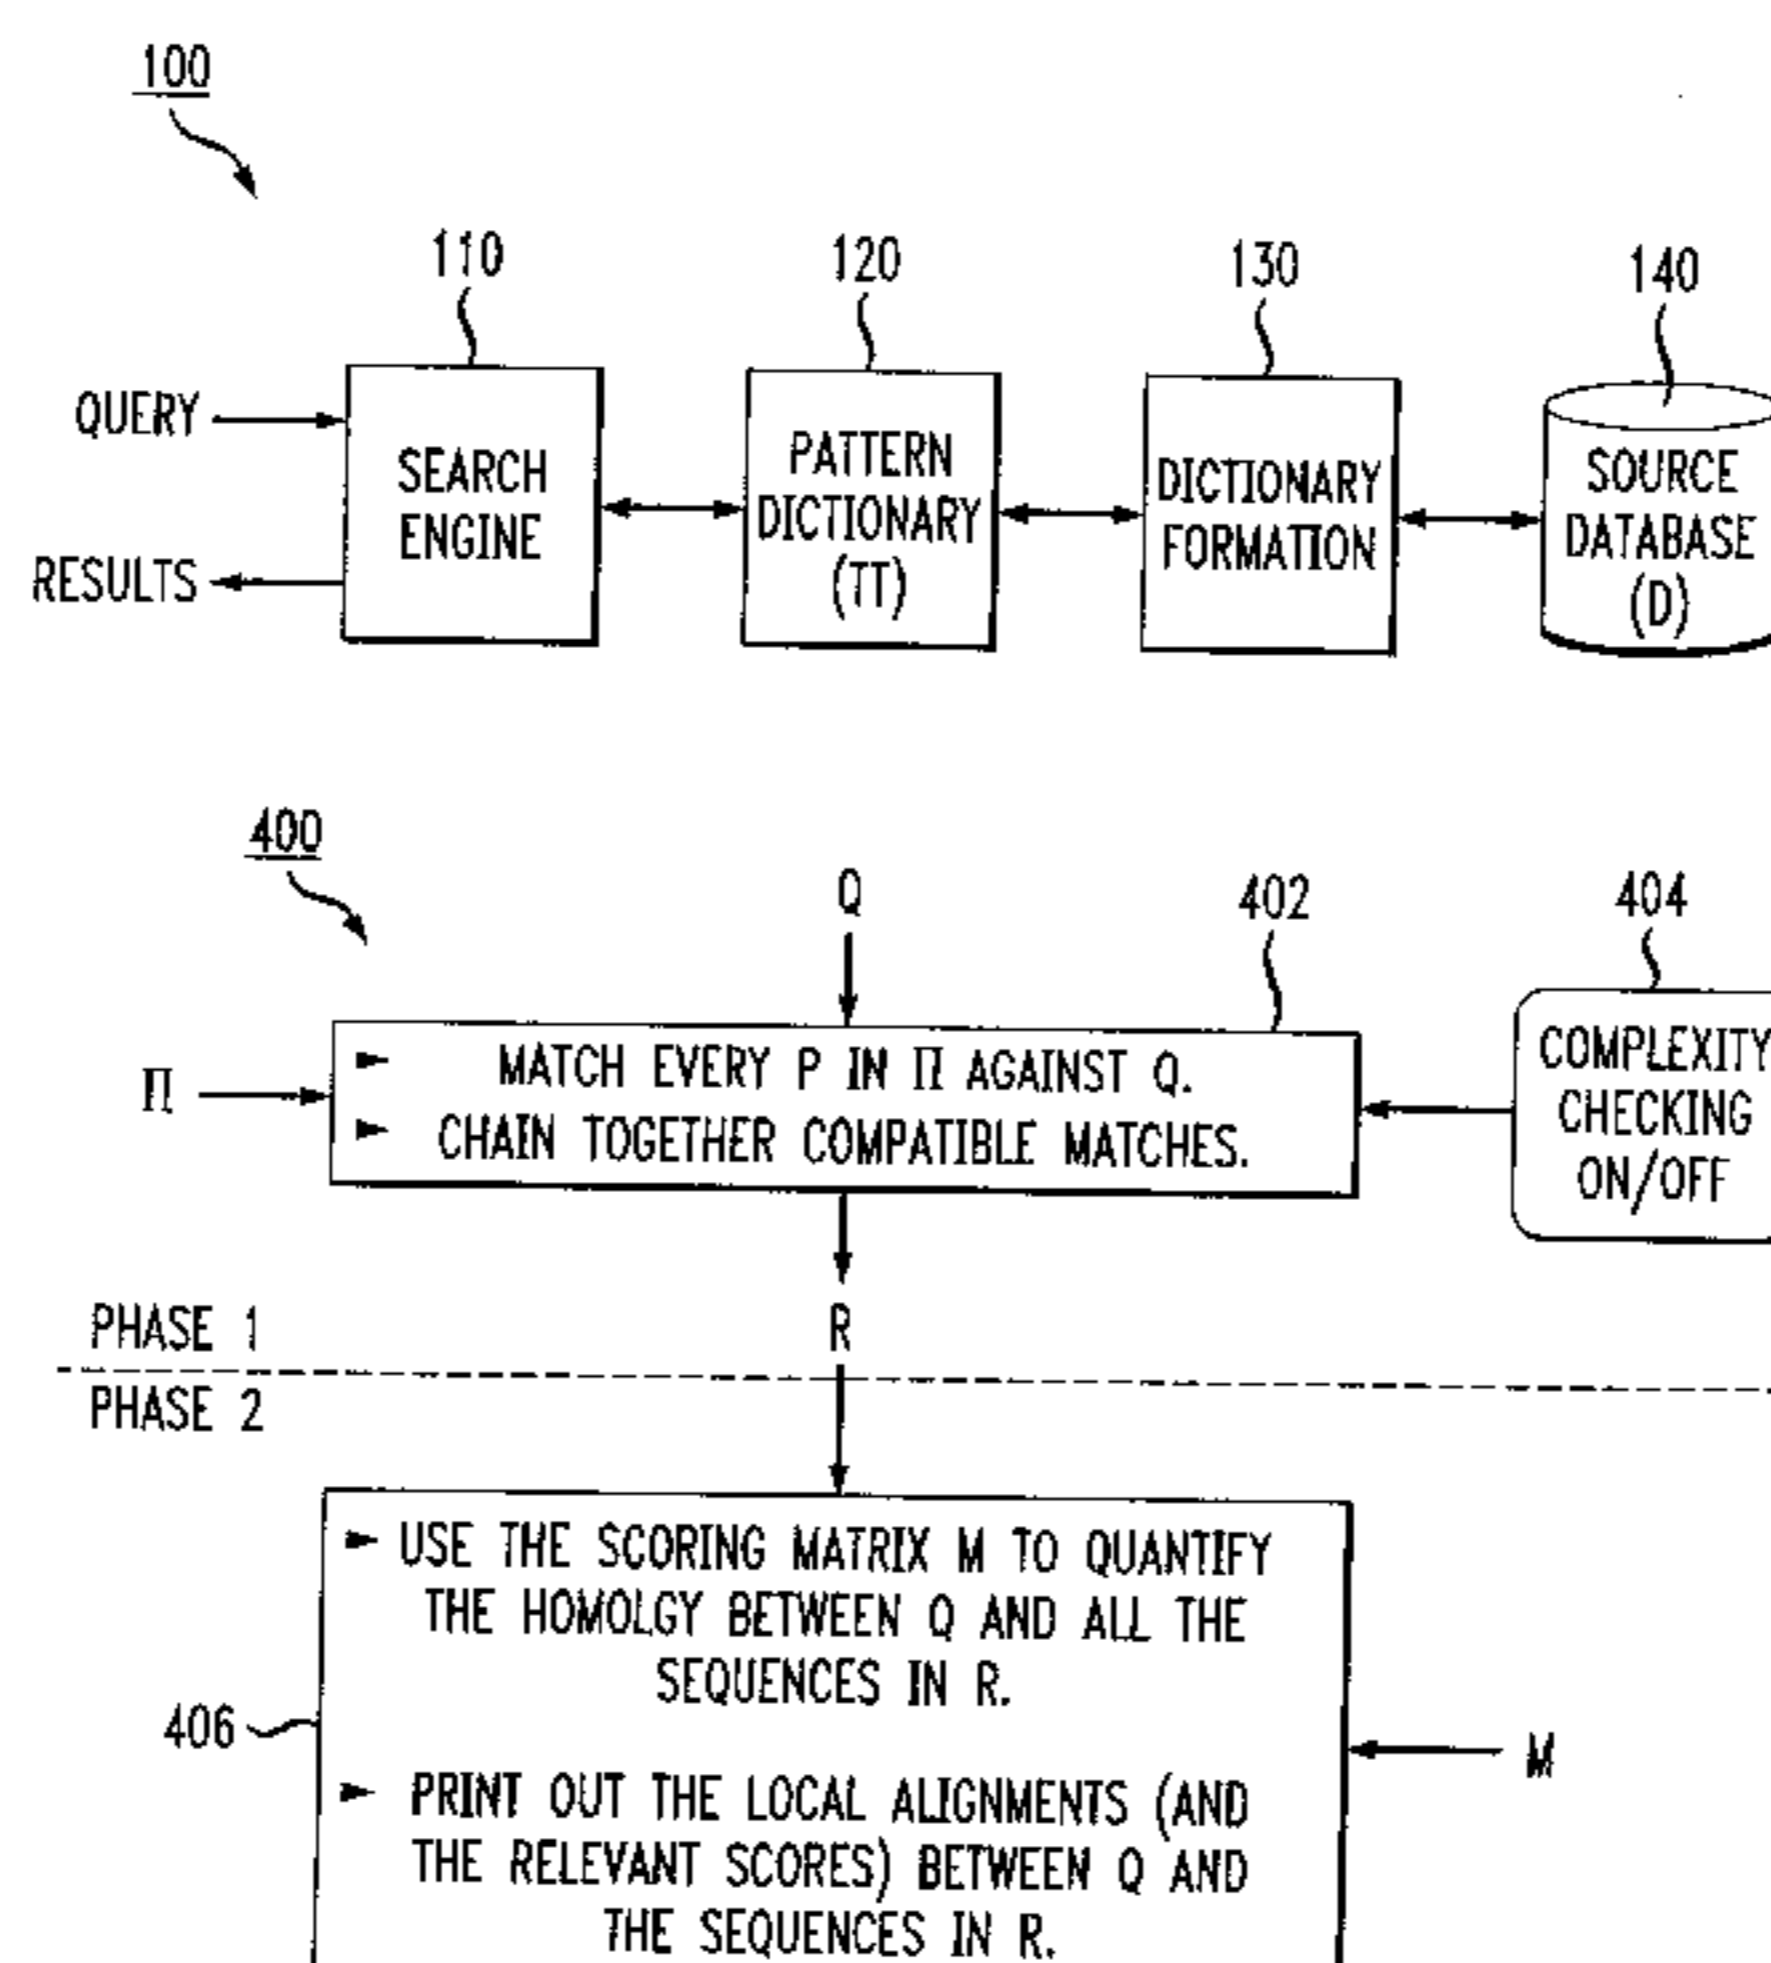 100
110
120
130
140
QUERY
RESULTS
SEARCH
ENGINE
PATTERN
DICTIONARY
(TT)
DICTIONARY
FORMATION
SOURCE
DATABASE
(D)
400
Q
402
404
Π
► MATCH EVERY P IN Π AGAINST Q.
► CHAIN TOGETHER COMPATIBLE MATCHES.
COMPLEXITY
CHECKING
ON/OFF
R
PHASE 1
PHASE 2
► USE THE SCORING MATRIX M TO QUANTIFY
THE HOMOLGY BETWEEN Q AND ALL THE
SEQUENCES IN R.
406
M
► PRINT OUT THE LOCAL ALIGNMENTS (AND
THE RELEVANT SCORES) BETWEEN Q AND
THE SEQUENCES IN R.